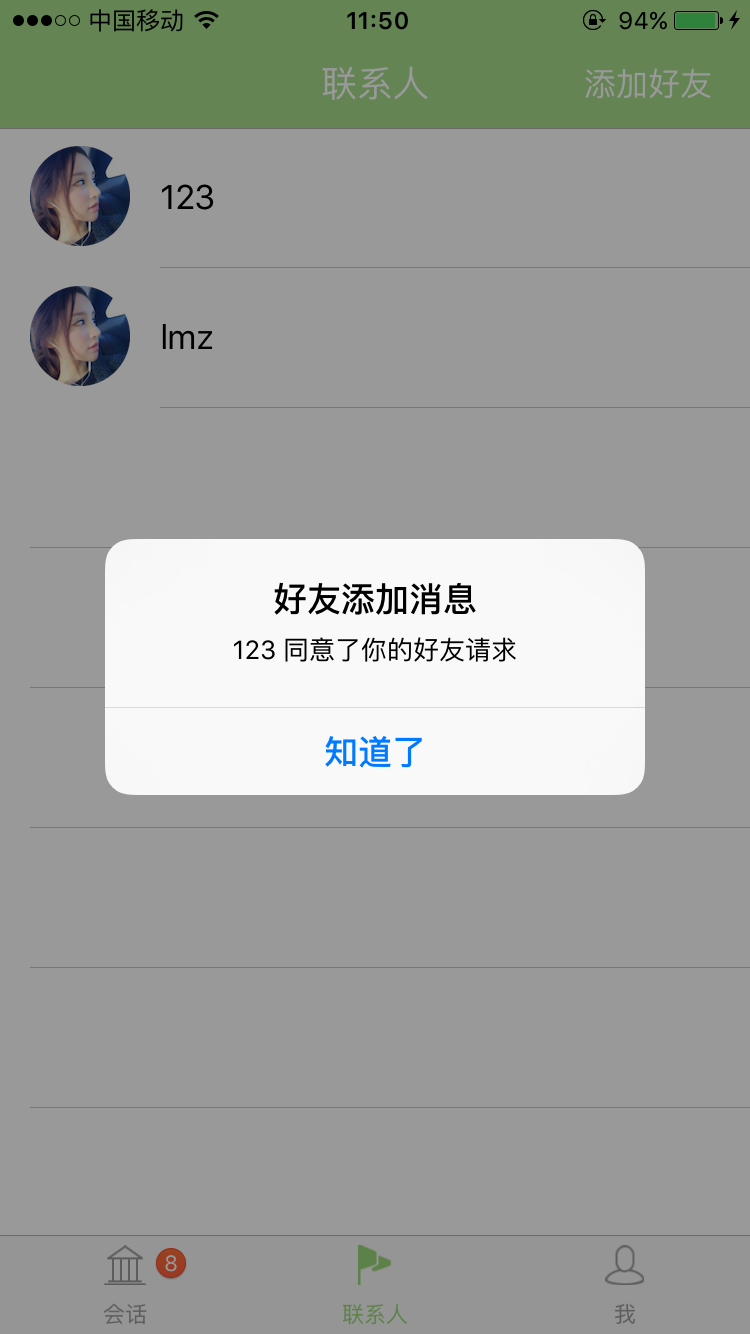 中国移动 11:50 94%
联系人 添加好友
123
lmz
好友添加消息
123 同意了你的好友请求
知道了
8
会话 联系人 我